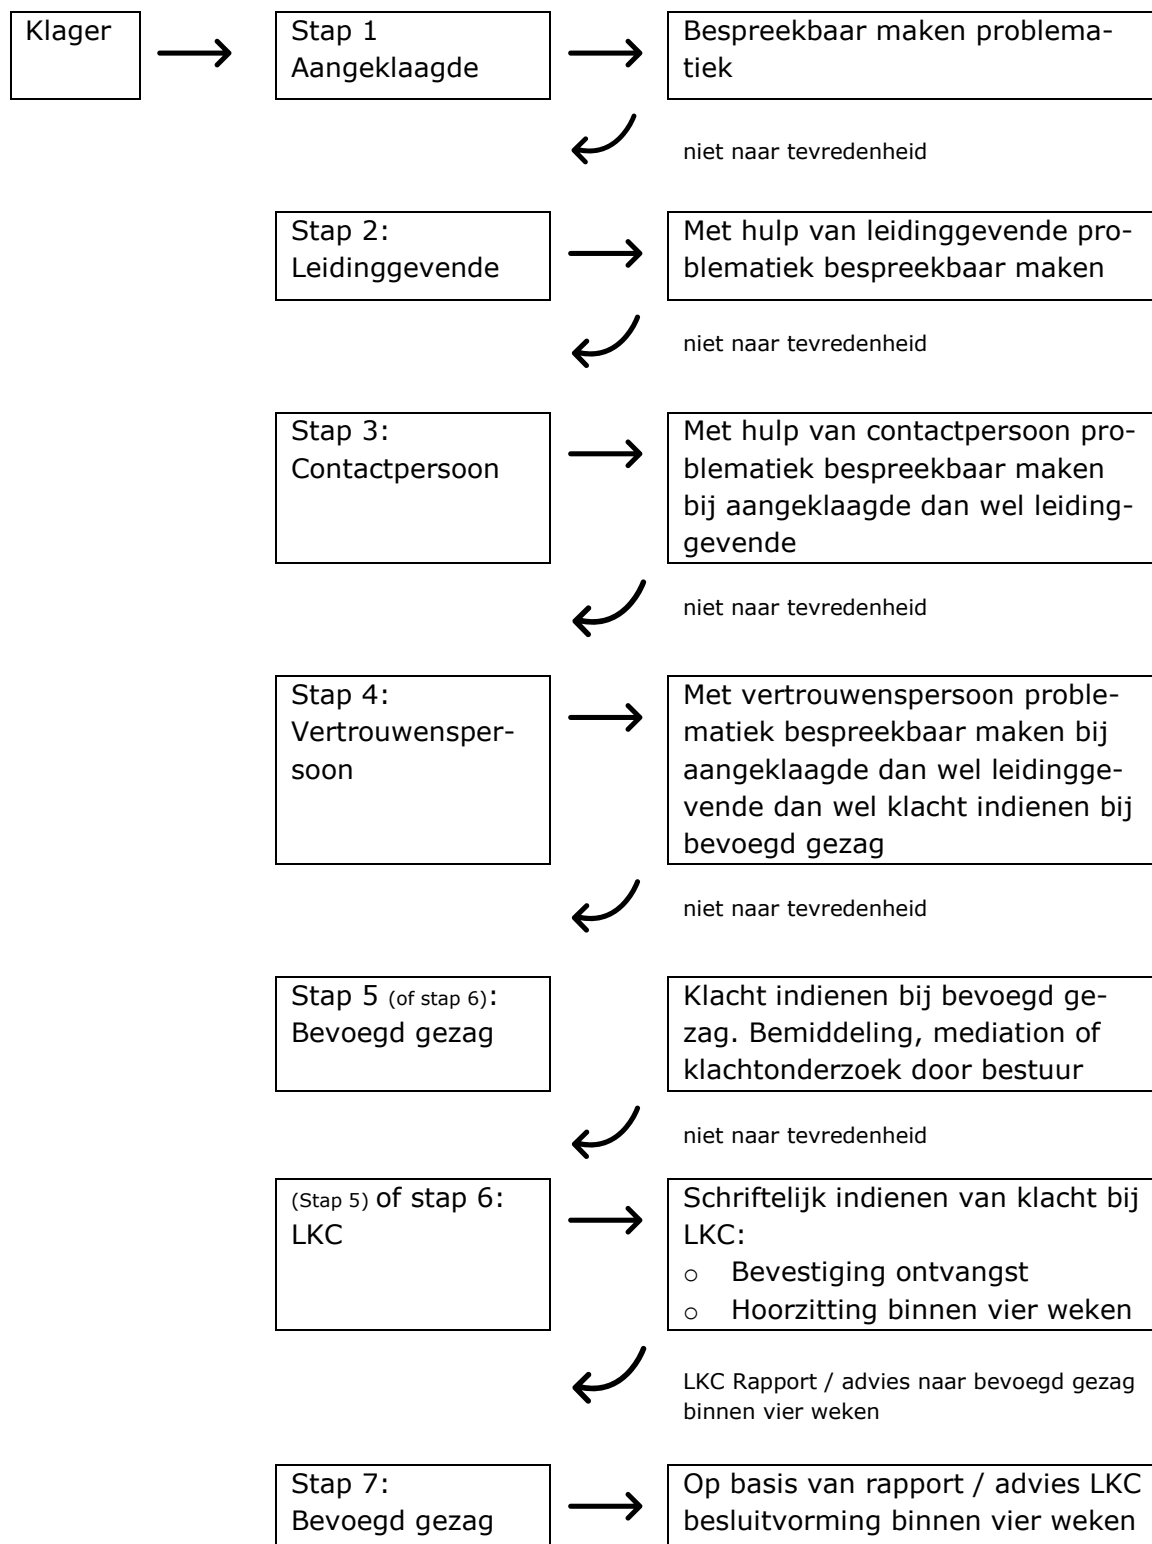 Klager
Stap 1
Aangeklaagde
Bespreekbaar maken problema-
tiek
niet naar tevredenheid
Stap 2:
Leidinggevende
Met hulp van leidinggevende pro-
blematiek bespreekbaar maken
niet naar tevredenheid
Stap 3:
Contactpersoon
Met hulp van contactpersoon pro-
blematiek bespreekbaar maken
bij aangeklaagde dan wel leiding-
gevende
niet naar tevredenheid
Stap 4:
Vertrouwensper-
soon
Met vertrouwenspersoon proble-
matiek bespreekbaar maken bij
aangeklaagde dan wel leidingge-
vende dan wel klacht indienen bij
bevoegd gezag
niet naar tevredenheid
Stap 5 (of stap 6):
Bevoegd gezag
Klacht indienen bij bevoegd ge-
zag. Bemiddeling, mediation of
klachtonderzoek door bestuur
niet naar tevredenheid
(Stap 5) of stap 6:
LKC
Schriftelijk indienen van klacht bij
LKC:
o Bevestiging ontvangst
o Hoorzitting binnen vier weken
LKC Rapport / advies naar bevoegd gezag
binnen vier weken
Stap 7:
Bevoegd gezag
Op basis van rapport / advies LKC
besluitvorming binnen vier weken